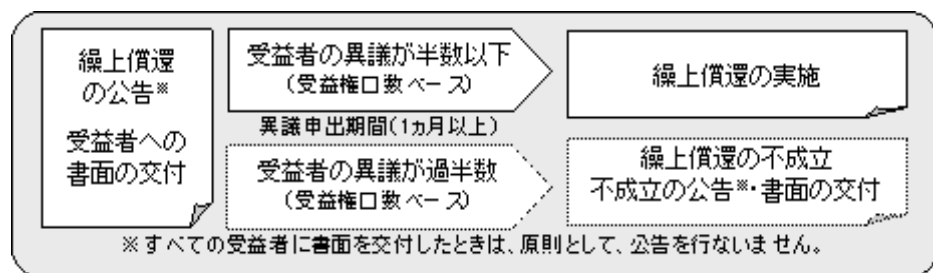 繰上償還
の公告※
受益者への
書面の交付
受益者の異議が半数以下
(受益権口数ベース)
異議申出期間(1ヵ月以上)
受益者の異議が過半数
(受益権口数ベース)
繰上償還の実施
繰上償還の不成立
不成立の公告※・書面の交付
※すべての受益者に書面を交付したときは、原則として、公告を行ないません。